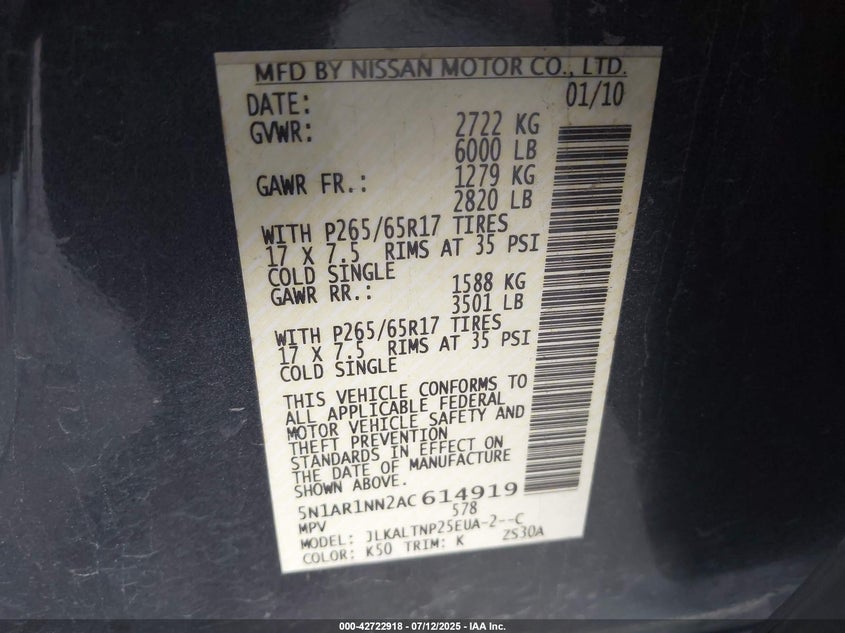 MFD BY NISSAN MOTOR CO., LTD.
DATE: 01/10
GVWR: 2722 KG
6000 LB
GAWR FR.: 1279 KG
2820 LB
WITH P265/65R17 TIRES
17 X 7.5 RIMS AT 35 PSI
COLD SINGLE
GAWR RR.: 1588 KG
3501 LB
WITH P265/65R17 TIRES
17 X 7.5 RIMS AT 35 PSI
COLD SINGLE
THIS VEHICLE CONFORMS TO
ALL APPLICABLE FEDERAL
MOTOR VEHICLE SAFETY AND
THEFT PREVENTION
STANDARDS IN EFFECT ON
THE DATE OF MANUFACTURE
SHOWN ABOVE.
5N1AR1NN2AC614919
MPV 578
MODEL: JLKALTNP25EUA-2--C
COLOR: K50 TRIM: K ZS30A
000-42722918 - 07/12/2025 - IAA Inc.